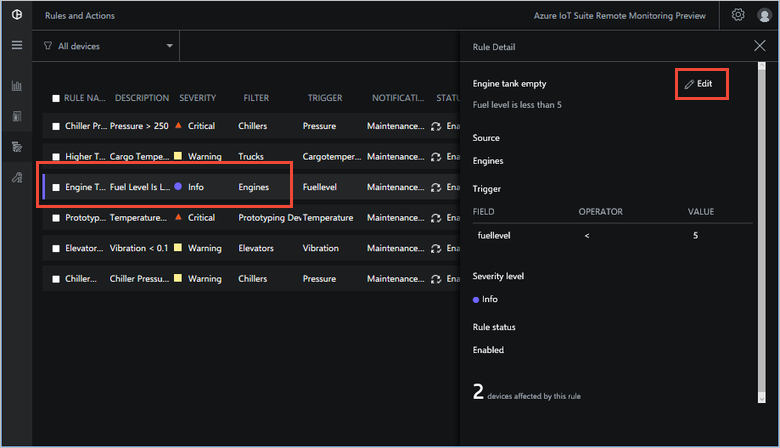 Rules and Actions
Azure IoT Suite Remote Monitoring Preview
All devices
RULE NA... DESCRIPTION SEVERITY FILTER TRIGGER NOTIFICATI... STATU
Chiller Pr... Pressure > 250 Critical Chillers Pressure Maintenance... Ena
Higher T... Cargo Tempe... Warning Trucks Cargotemper... Maintenance... Ena
Engine T... Fuel Level Is L... Info Engines Fuellevel Maintenance... Ena
Prototyp... Temperature... Critical Prototyping Dev Temperature Maintenance... Ena
Elevator... Vibration < 0.1 Warning Elevators Vibration Maintenance... Ena
Chiller... Chiller Pressu... Warning Chillers Pressure Maintenance... Ena
Rule Detail
Engine tank empty
Edit
Fuel level is less than 5
Source
Engines
Trigger
FIELD OPERATOR VALUE
fuellevel < 5
Severity level
Info
Rule status
Enabled
2 devices affected by this rule